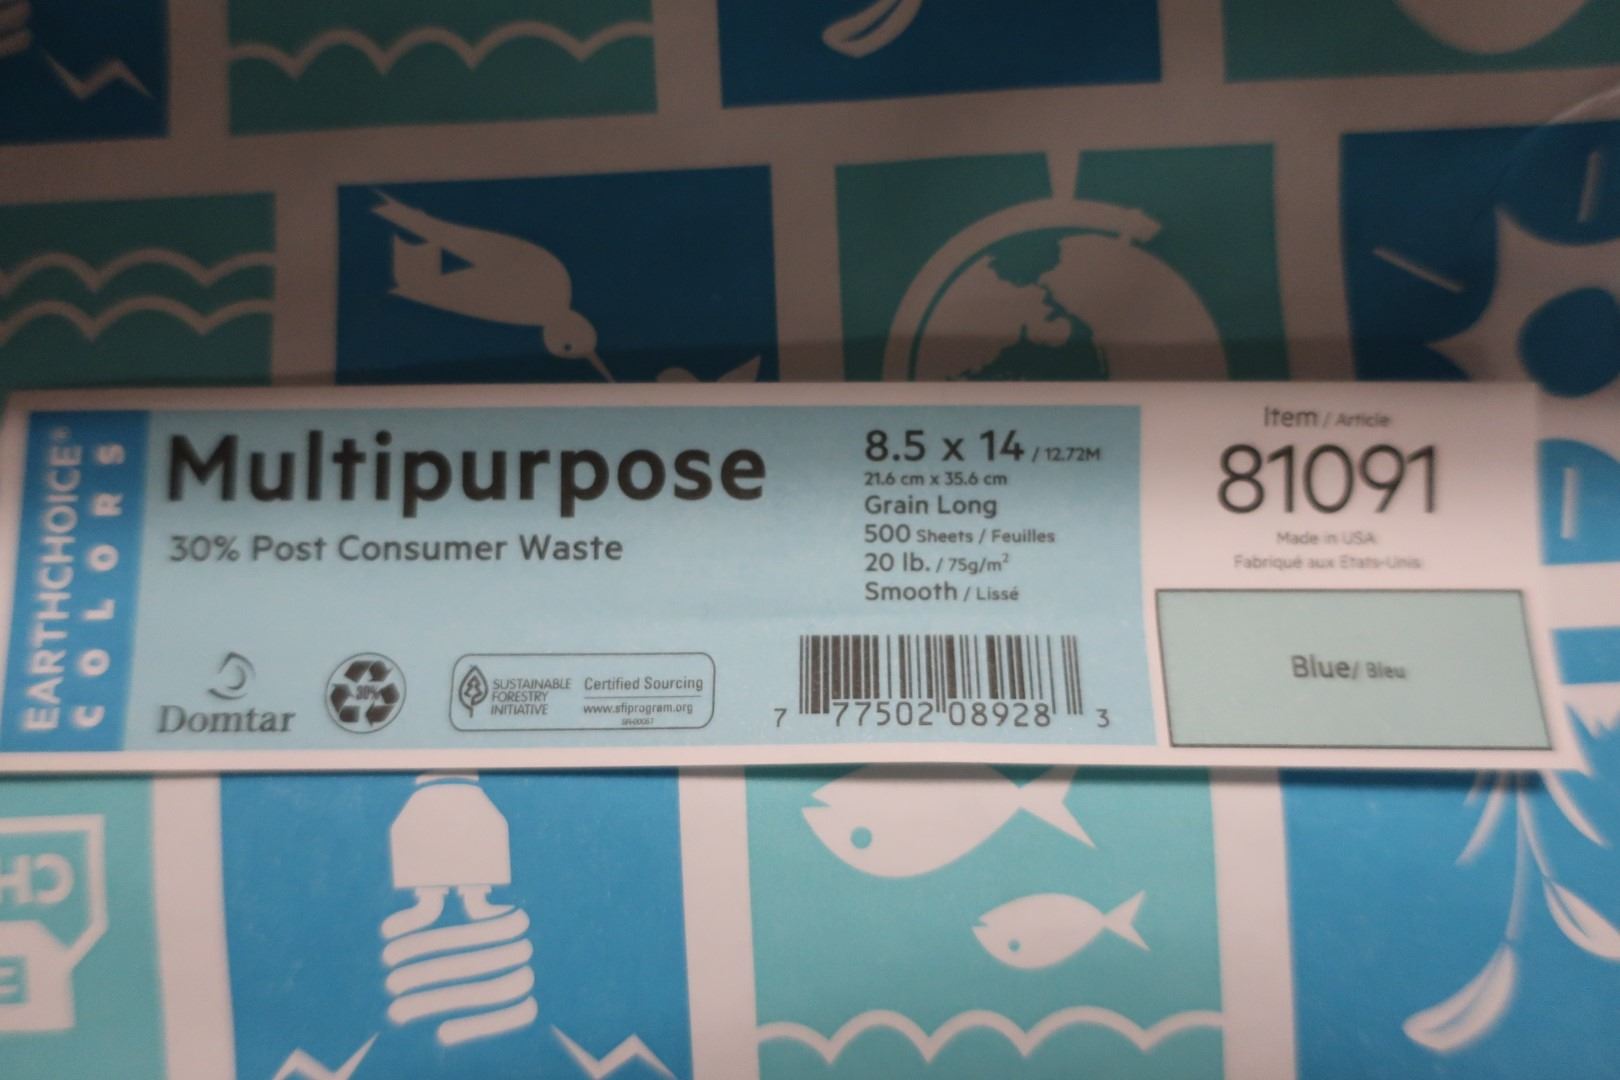 EARTHCHOICE®
COLORS
Multipurpose
30% Post Consumer Waste
8.5 x 14 / 12.72M
21.6 cm x 35.6 cm
Grain Long
500 Sheets / Feuilles
20 lb. / 75g/m²
Smooth / Lissé
Domtar
30%
SUSTAINABLE
FORESTRY
INITIATIVE
Certified Sourcing
www.sfiprogram.org
7 77502 08928 3
Item / Article
81091
Made in USA
Fabriqué aux États-Unis
Blue/ Bleu
CH